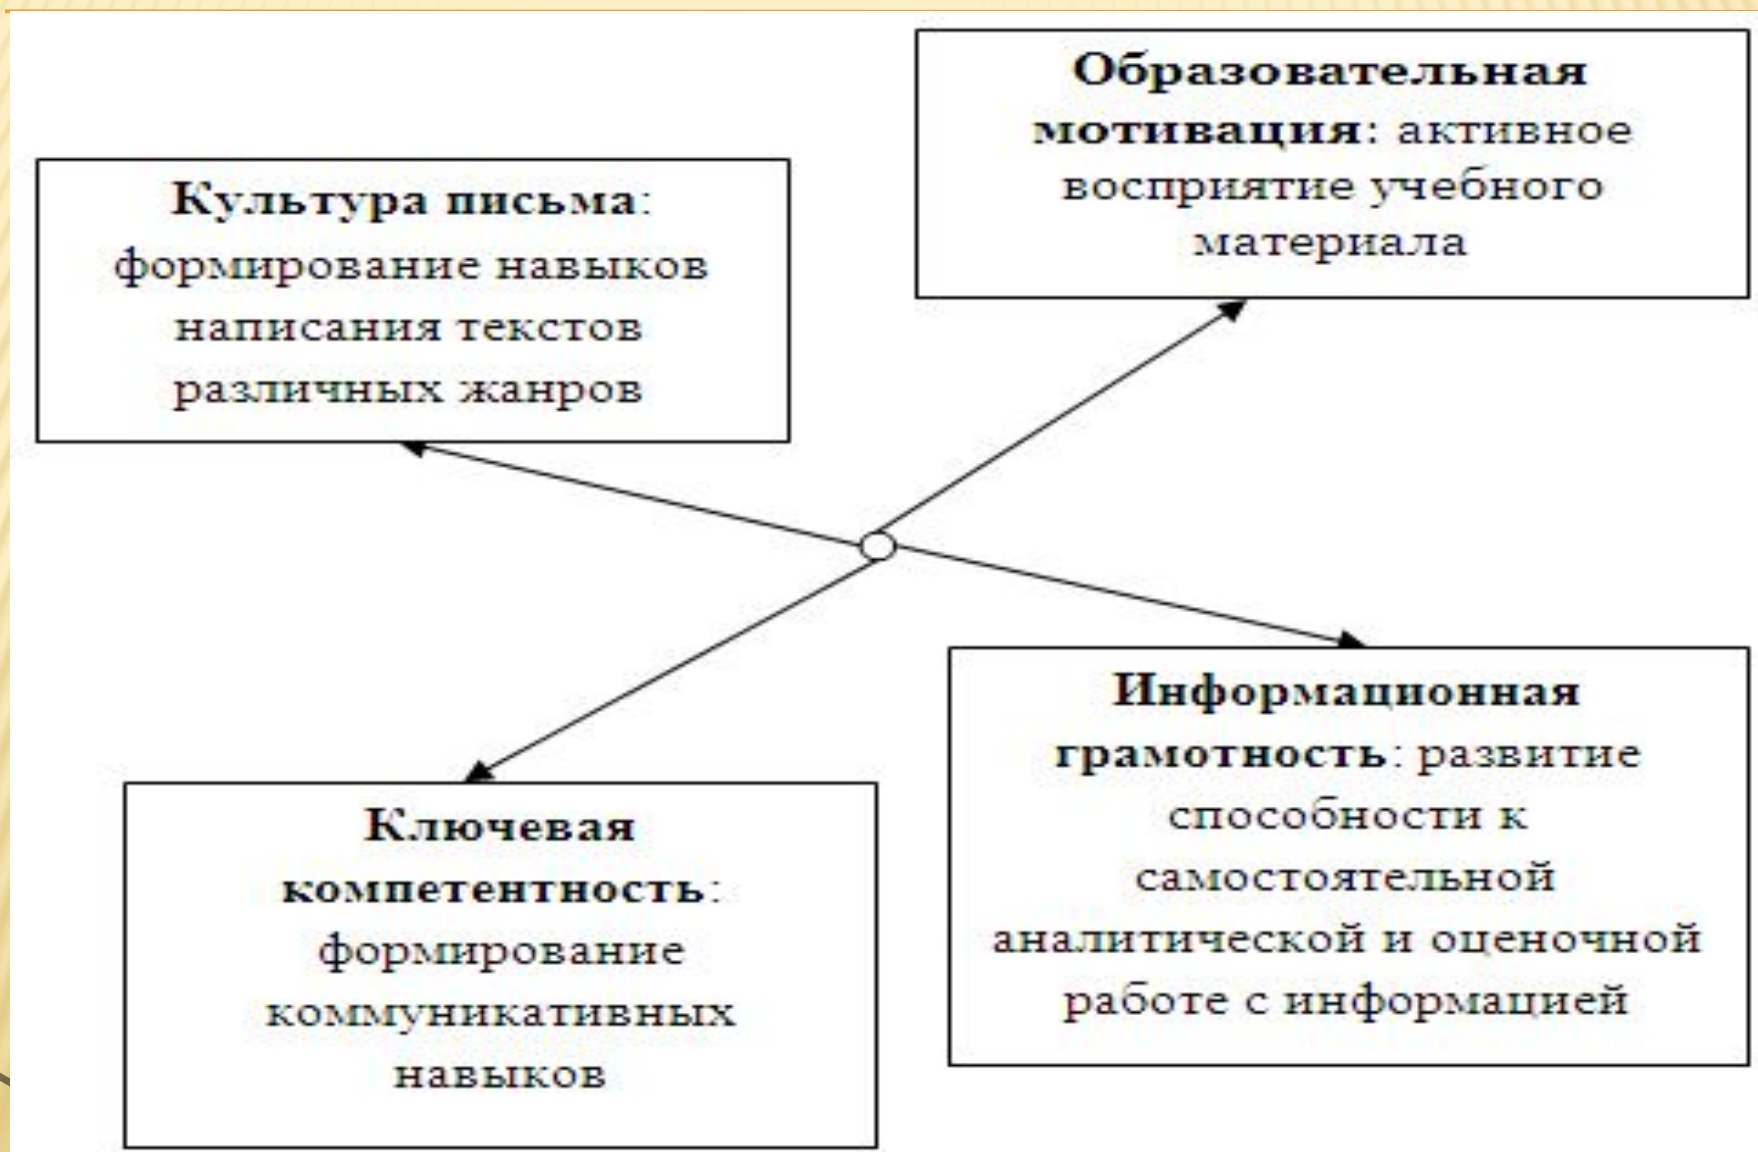 Культура письма:
формирование навыков
написания текстов
различных жанров
Образовательная
мотивация: активное
восприятие учебного
материала
Ключевая
компетентность:
формирование
коммуникативных
навыков
Информационная
грамотность: развитие
способности к
самостоятельной
аналитической и оценочной
работе с информацией